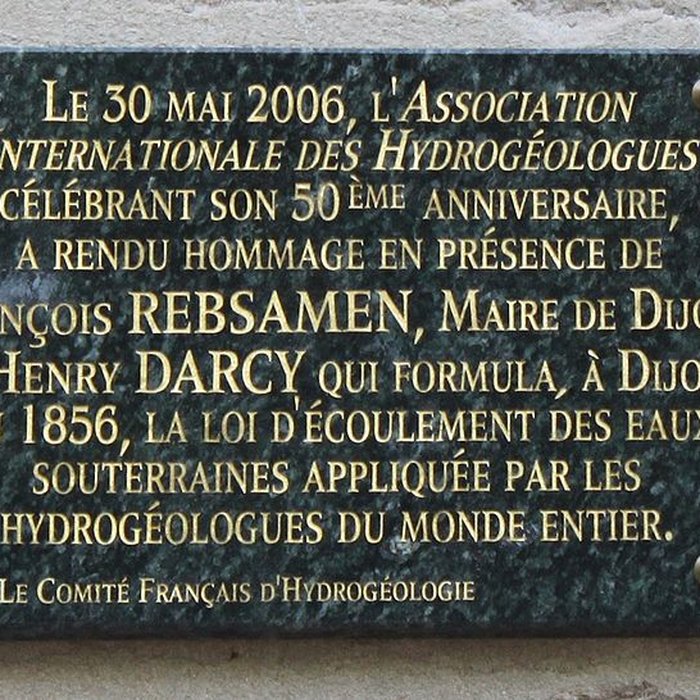 LE 30 MAI 2006, L'ASSOCIATION
NTERNATIONALE DES HYDROGÉOLOGUES
CÉLÉBRANT SON 50ÈME ANNIVERSAIRE,
A RENDU HOMMAGE EN PRÉSENCE DE
NÇOIS REBSAMEN, MAIRE DE DIJO
HENRY DARCY QUI FORMULA, À DIJO
1856, LA LOI D'ÉCOULEMENT DES EAUX
SOUTERRAINES APPLIQUÉE PAR LES
HYDROGÉOLOGUES DU MONDE ENTIER.
LE COMITÉ FRANÇAIS D'HYDROGÉOLOGIE